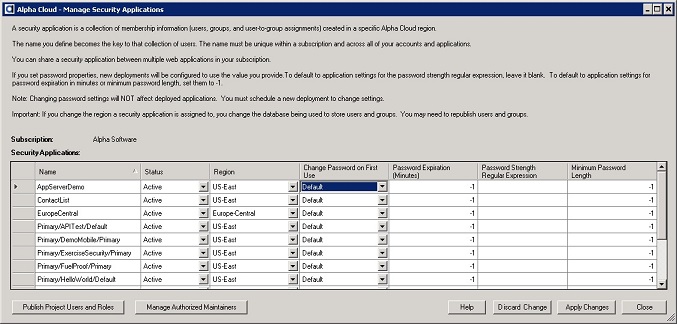 Alpha Cloud - Manage Security Applications
A security application is a collection of membership information (users, groups, and user-to-group assignments) created in a specific Alpha Cloud region.
The name you define becomes the key to that collection of users. The name must be unique within a subscription and across all of your accounts and applications.
You can share a security application between multiple web applications in your subscription.
If you set password properties, new deployments will be configured to use the value you provide.To default to application settings for the password strength regular expression, leave it blank. To default to application settings for
password expiration in minutes or minimum password length, set them to -1.
Note: Changing password settings will NOT affect deployed applications. You must schedule a new deployment to change settings.
Important: If you change the region a security application is assigned to, you change the database being used to store users and groups. You may need to republish users and groups.
Subscription: Alpha Software
Security Applications:
Name Status Region Change Password on First Use Password Expiration (Minutes) Password Strength Regular Expression Minimum Password Length
AppServerDemo Active US-East Default -1 -1
ContactList Active US-East Default -1 -1
EuropeCentral Active Europe-Central Default -1 -1
Primary/APITest/Default Active US-East Default -1 -1
Primary/DemoMobile/Primary Active US-East Default -1 -1
Primary/ExerciseSecurity/Primary Active US-East Default -1 -1
Primary/FuelProof/Primary Active US-East Default -1 -1
Primary/HelloWorld/Default Active US-East Default -1 -1
Publish Project Users and Roles Manage Authorized Maintainers Help Discard Change Apply Changes Close